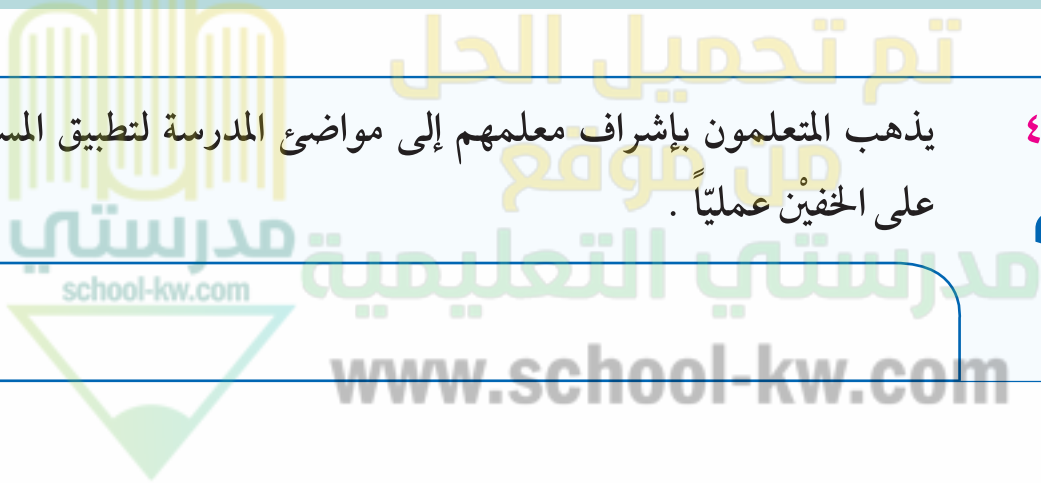 تم تحميل الحل
٤ يذهب المتعلمون بإشراف معلمهم إلى مواضئ المدرسة لتطبيق
من موقع
على الخفيْن عمليّاً .
مدرستي
school-kw.com
مدرستي التعليمية
www.school-kw.com